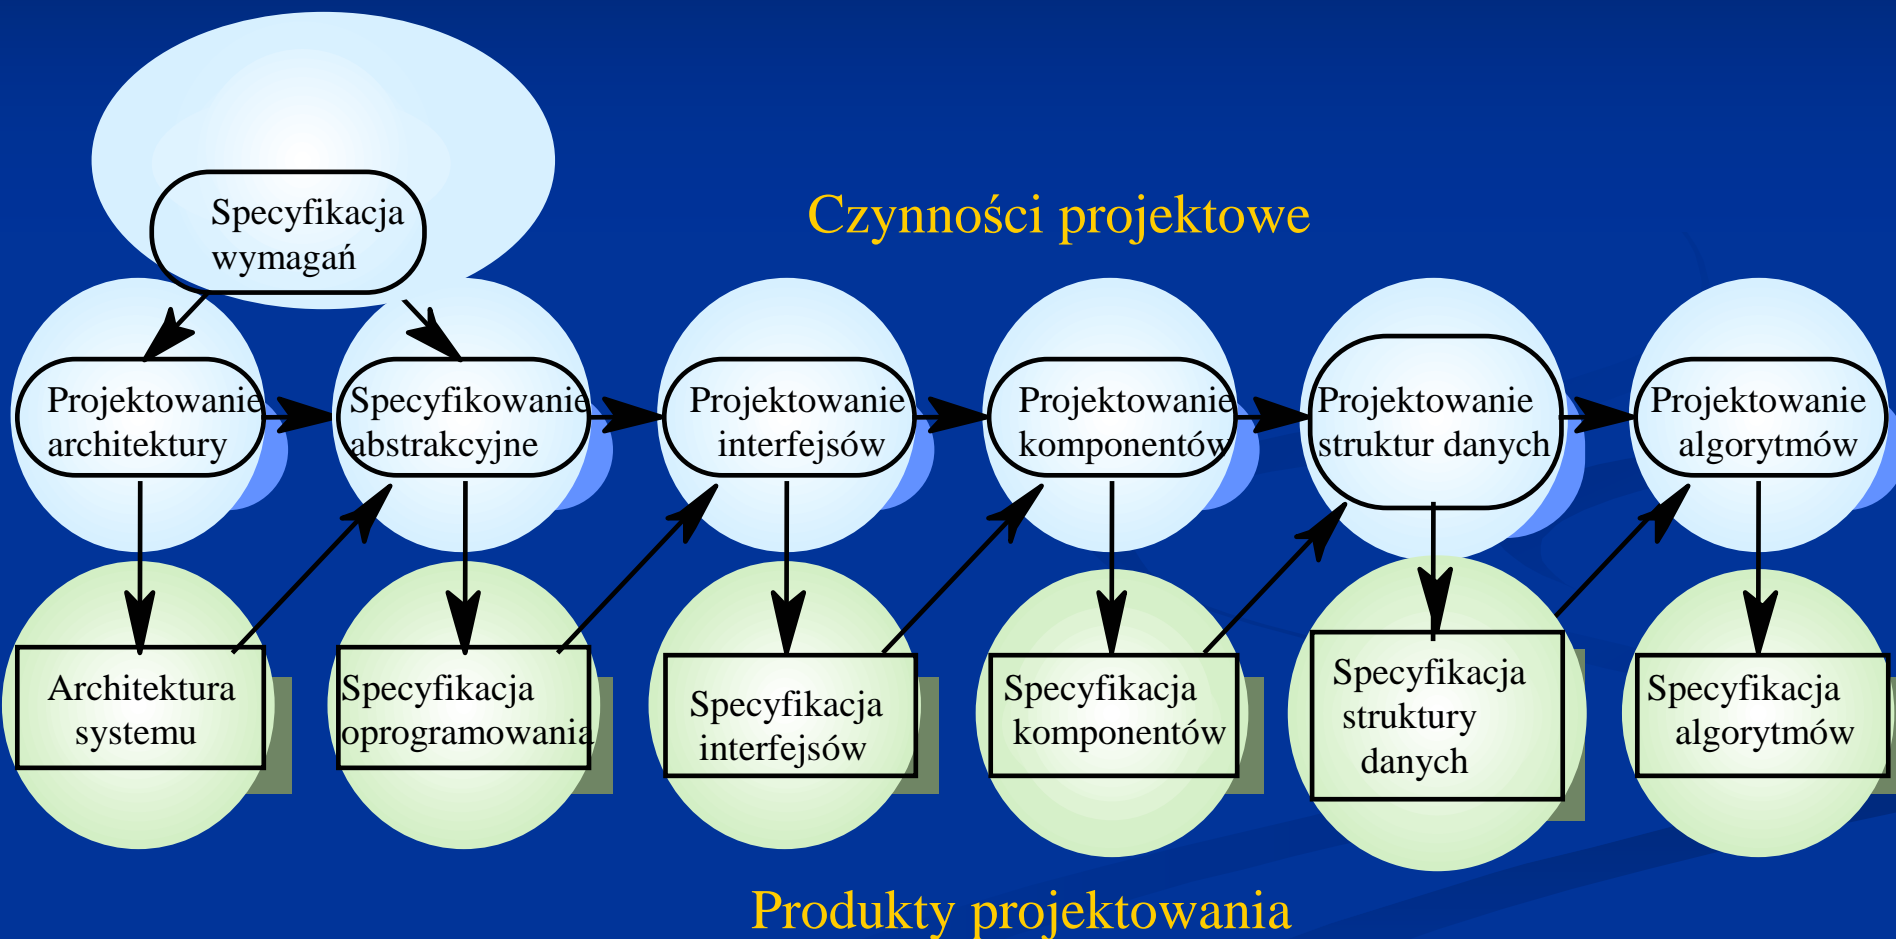 Specyfikacja
wymagań
Czynności projektowe
Projektowanie
architektury
Specyfikowanie
abstrakcyjne
Projektowanie
interfejsów
Projektowanie
komponentów
Projektowanie
struktur danych
Projektowanie
algorytmów
Architektura
systemu
Specyfikacja
oprogramowania
Specyfikacja
interfejsów
Specyfikacja
komponentów
Specyfikacja
struktury
danych
Specyfikacja
algorytmów
Produkty projektowania